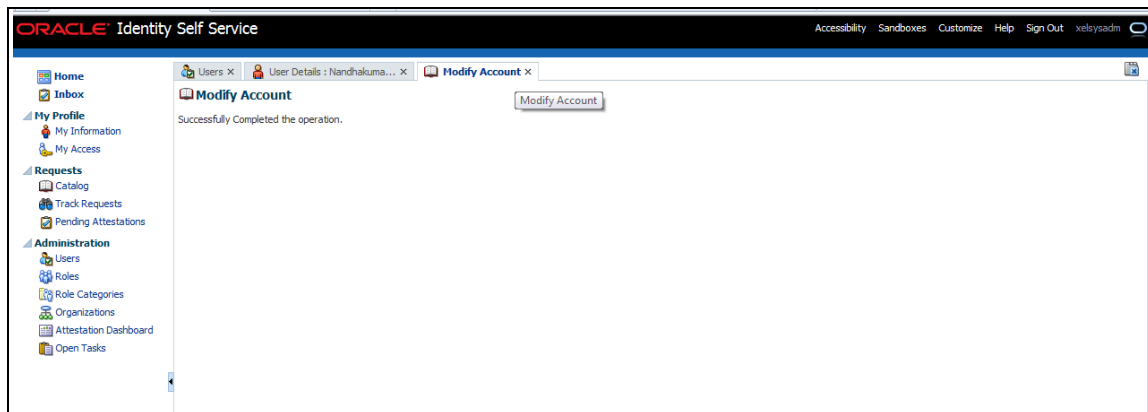 ORACLE Identity Self Service
Accessibility Sandboxes Customize Help Sign Out xelsysadm
Home
Inbox
My Profile
My Information
My Access
Requests
Catalog
Track Requests
Pending Attestations
Administration
Users
Roles
Role Categories
Organizations
Attestation Dashboard
Open Tasks
Users User Details : Nandhakuma... Modify Account
Modify Account
Modify Account
Successfully Completed the operation.